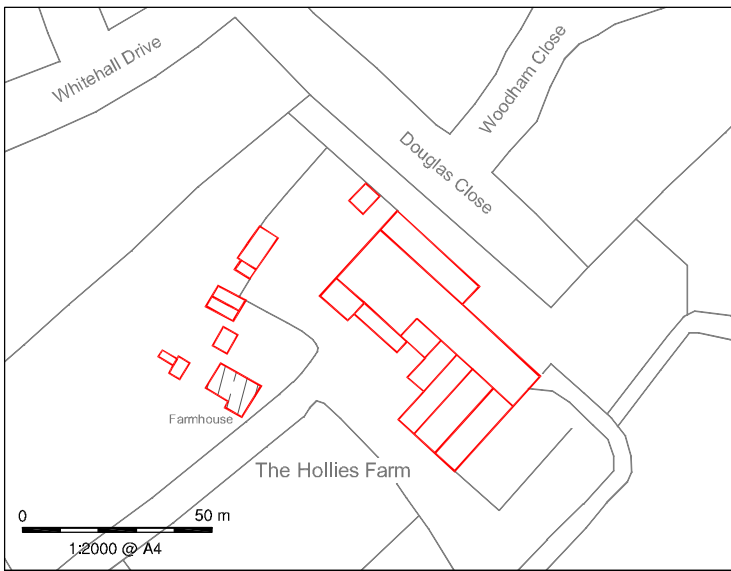 Whitehall Drive
Woodham Close
Douglas Close
Farmhouse
The Hollies Farm
0 50 m
1:2000 @ A4